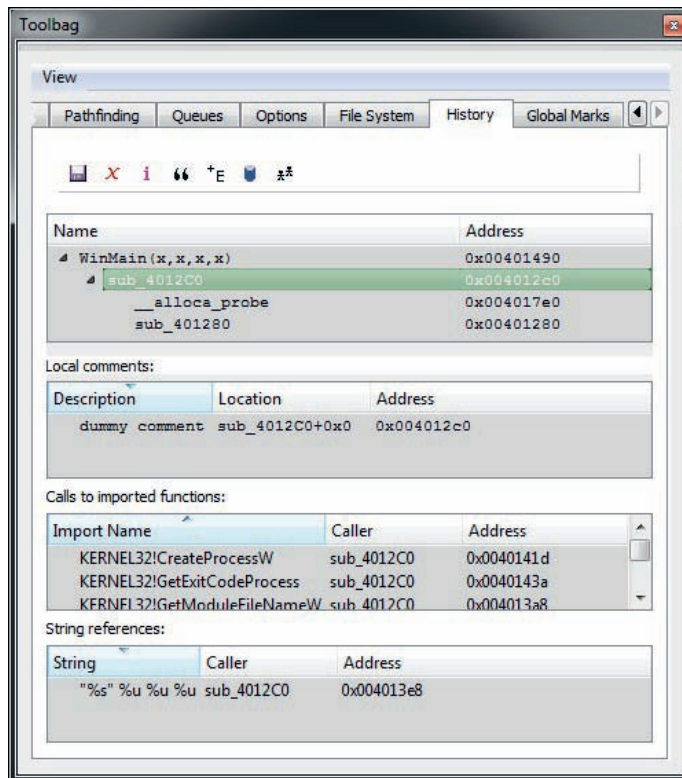 Toolbag
View
Pathfinding Queues Options File System History Global Marks
X i “ +E
Name Address
WinMain(x,x,x,x) 0x00401490
sub_4012C0 0x004012c0
__alloca_probe 0x004017e0
sub_401280 0x00401280
Local comments:
Description Location Address
dummy comment sub_4012C0+0x0 0x004012c0
Calls to imported functions:
Import Name Caller Address
KERNEL32!CreateProcessW sub_4012C0 0x0040141d
KERNEL32!GetExitCodeProcess sub_4012C0 0x0040143a
KERNEL32!GetModuleFileNameW sub_4012C0 0x004013a8
String references:
String Caller Address
"%s" %u %u %u sub_4012C0 0x004013e8